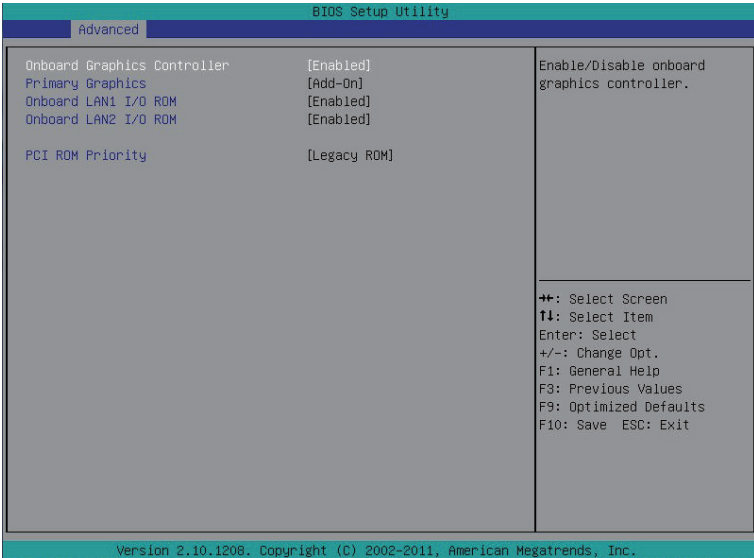 BIOS Setup Utility
Advanced
Onboard Graphics Controller [Enabled]
Primary Graphics [Add-On]
Onboard LAN1 I/O ROM [Enabled]
Onboard LAN2 I/O ROM [Enabled]
PCI ROM Priority [Legacy ROM]
Enable/Disable onboard
graphics controller.
→←: Select Screen
↑↓: Select Item
Enter: Select
+/-: Change Opt.
F1: General Help
F3: Previous Values
F9: Optimized Defaults
F10: Save ESC: Exit
Version 2.10.1208. Copyright (C) 2002-2011, American Megatrends, Inc.